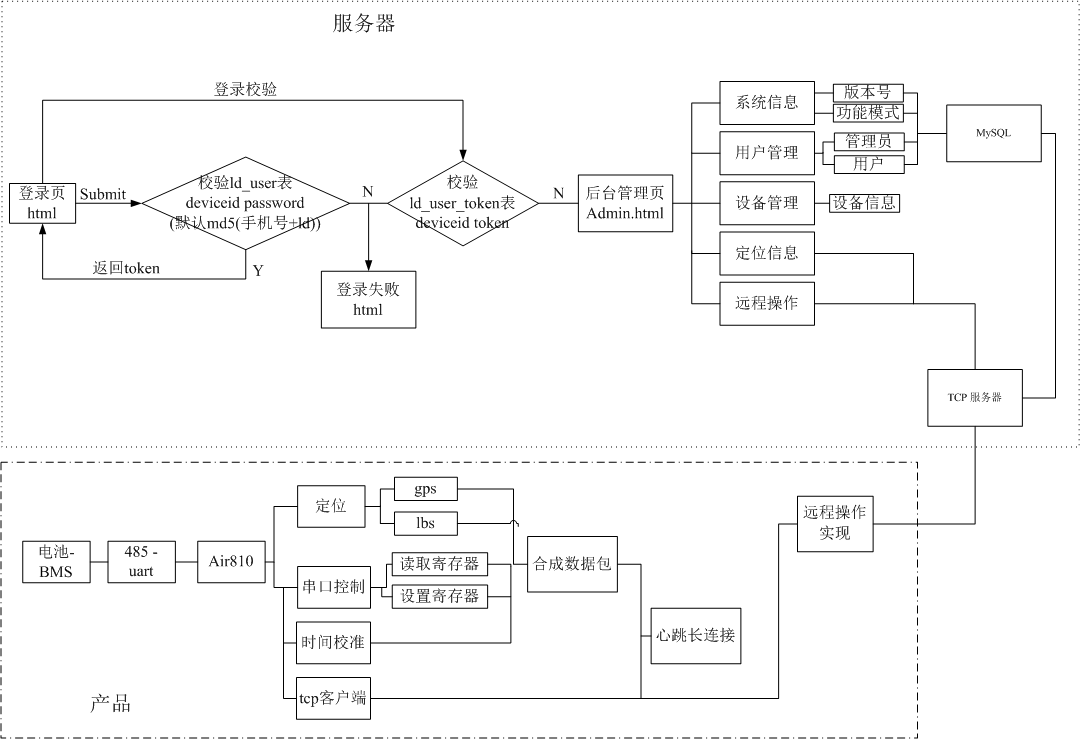 服务器
登录校验
登录页
html
Submit
校验ld_user表
deviceid password
(默认md5(手机号+ld))
N
校验
ld_user_token表
deviceid token
N
后台管理页
Admin.html
返回token
Y
登录失败
html
系统信息
版本号
功能模式
用户管理
管理员
用户
设备管理
设备信息
定位信息
远程操作
MySQL
TCP 服务器
电池-
BMS
485 -
uart
Air810
定位
gps
lbs
串口控制
读取寄存器
设置寄存器
时间校准
tcp客户端
合成数据包
心跳长连接
远程操作
实现
产品